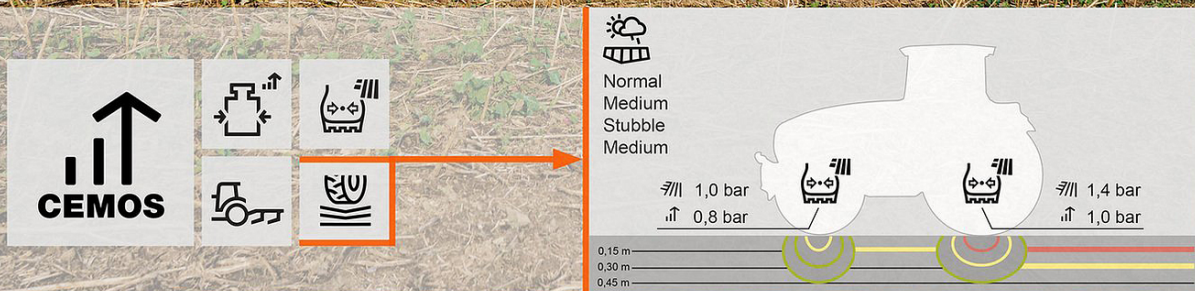 CEMOS
Normal
Medium
Stubble
Medium
1,0 bar
0,8 bar
1,4 bar
1,0 bar
0,15 m
0,30 m
0,45 m